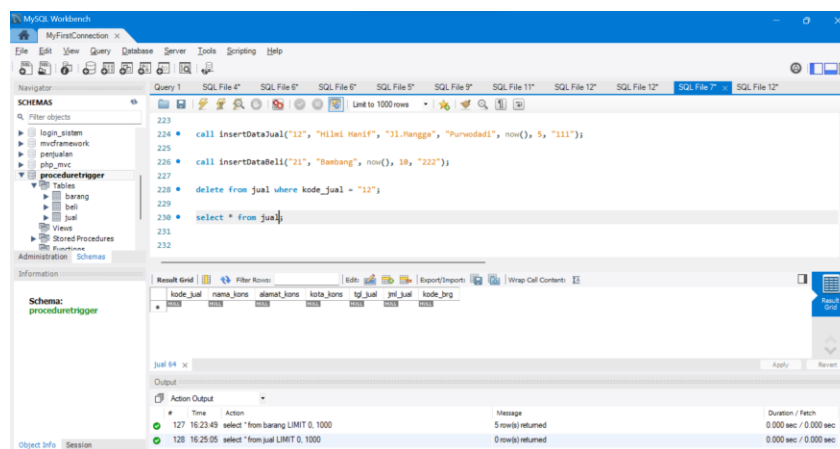 MySQL Workbench
MyFirstConnection ×
File Edit View Query Database Server Tools Scripting Help
Navigator
Query 1 SQL File 4* SQL File 6* SQL File 6* SQL File 5* SQL File 9* SQL File 11* SQL File 12* SQL File 12* SQL File 7* × SQL File 12*
SCHEMAS
Filter objects
login_sistem
mvcframework
penjualan
php_mvc
proceduretrigger
Tables
barang
beli
jual
Views
Stored Procedures
Functions
Administration Schemas
Information
Schema:
proceduretrigger
Object Info Session
Limit to 1000 rows
223
224 call insertDataJual("12", "Hilmi Hanif", "Jl.Mangga", "Purwodadi", now(), 5, "111");
225
226 call insertDataBeli("21", "Bambang", now(), 10, "222");
227
228 delete from jual where kode_jual = "12";
229
230 select * from jual;
231
232
Result Grid Filter Rows: Edit: Export/Import: Wrap Cell Content:
kode_jual nama_kons alamat_kons kota_kons tgl_jual jml_jual kode_brg
NULL NULL NULL NULL NULL NULL NULL
Result
Grid
jual 64 ×
Apply Revert
Output
Action Output
# Time Action Message Duration / Fetch
127 16:23:49 select * from barang LIMIT 0, 1000 5 row(s) returned 0.000 sec / 0.000 sec
128 16:25:05 select * from jual LIMIT 0, 1000 0 row(s) returned 0.000 sec / 0.000 sec